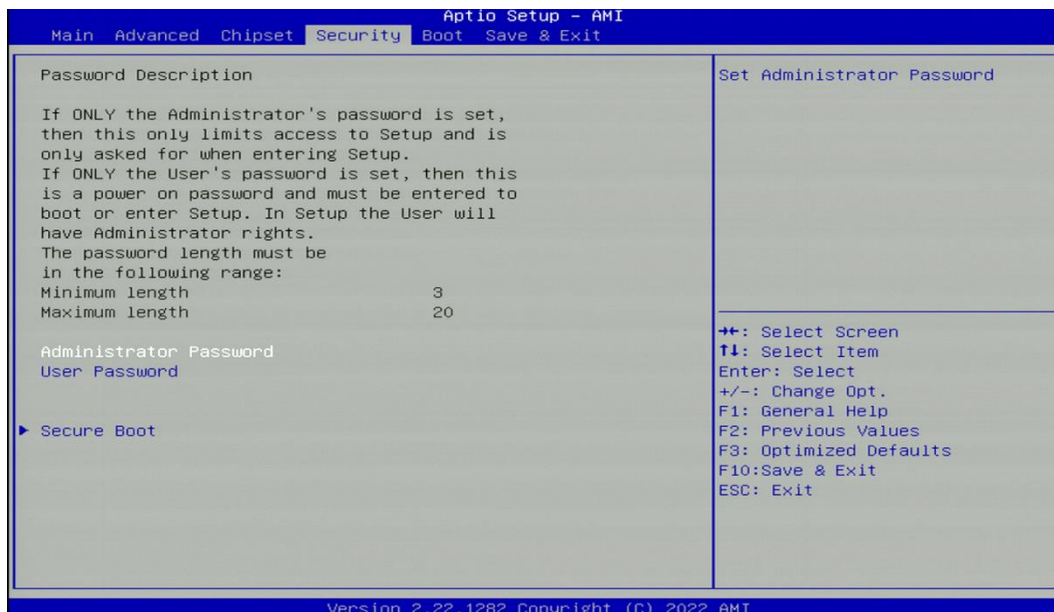 Aptio Setup – AMI
Main Advanced Chipset Security Boot Save & Exit
Password Description
If ONLY the Administrator's password is set,
then this only limits access to Setup and is
only asked for when entering Setup.
If ONLY the User's password is set, then this
is a power on password and must be entered to
boot or enter Setup. In Setup the User will
have Administrator rights.
The password length must be
in the following range:
Minimum length 3
Maximum length 20
Administrator Password
User Password
► Secure Boot
Set Administrator Password
→←: Select Screen
↑↓: Select Item
Enter: Select
+/-: Change Opt.
F1: General Help
F2: Previous Values
F3: Optimized Defaults
F10:Save & Exit
ESC: Exit
Version 2.22.1282 Copyright (C) 2022 AMI